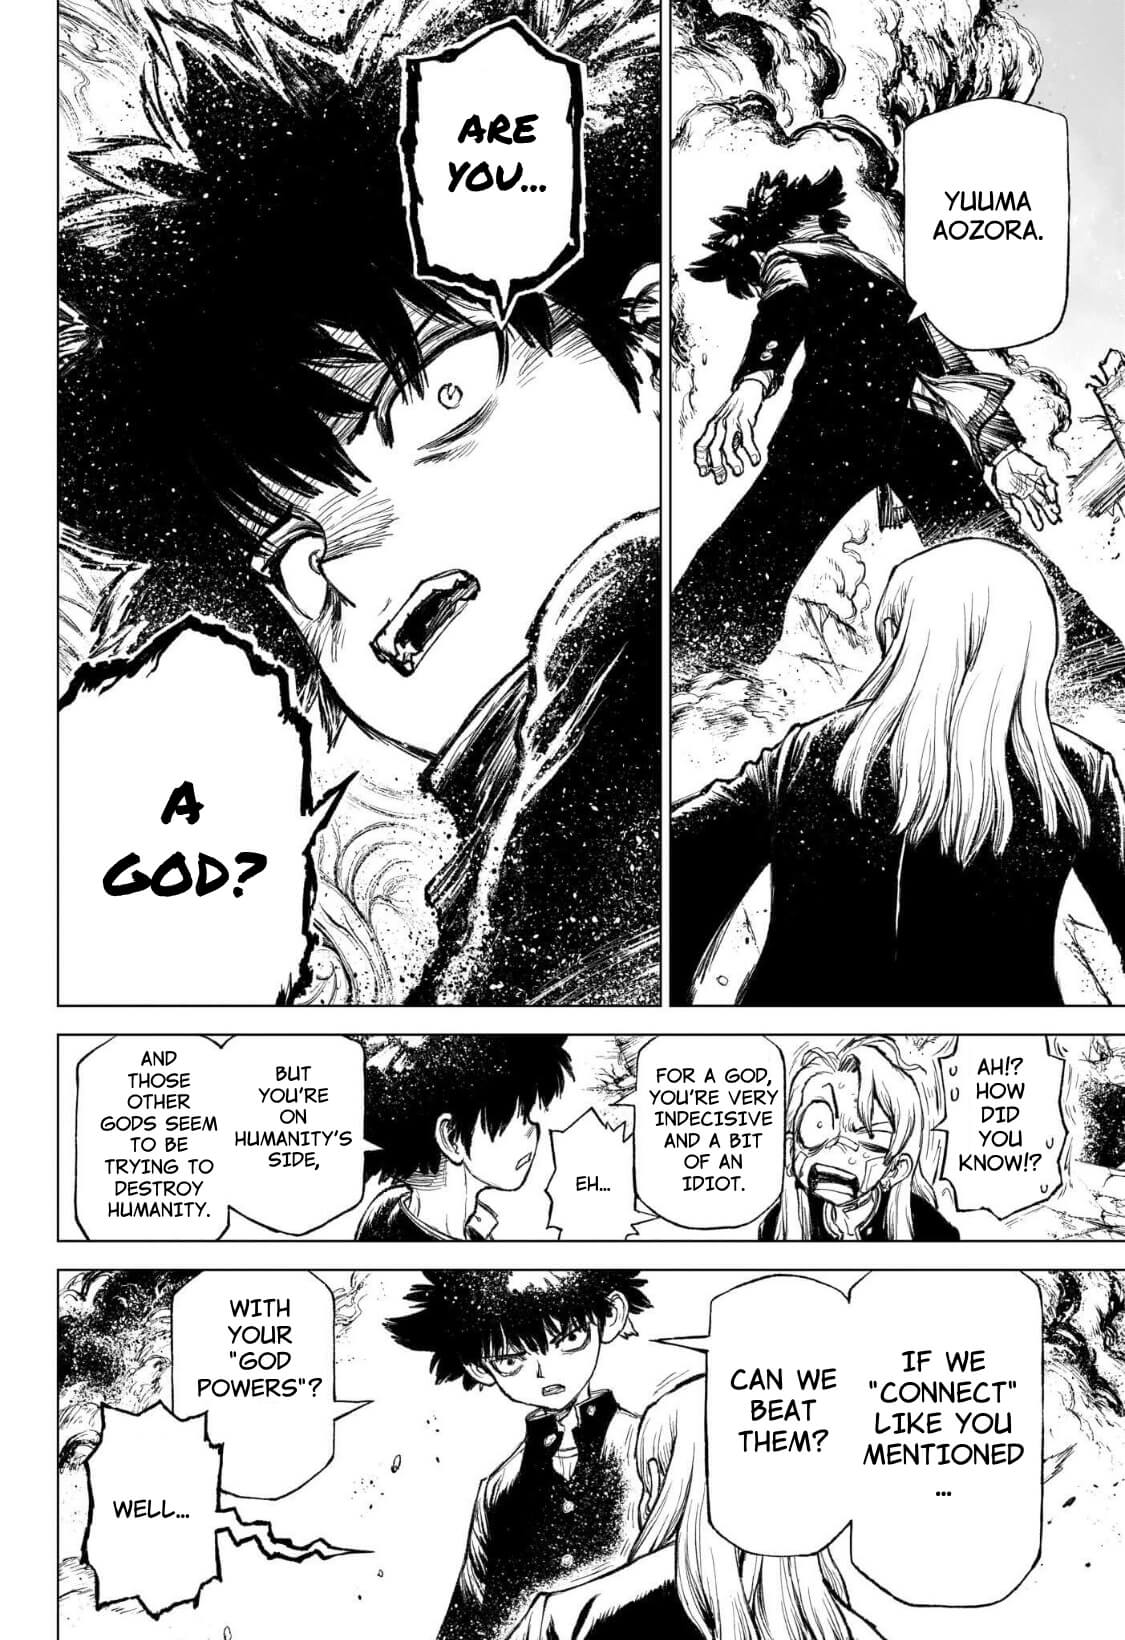 YUUMA
AOZORA.
ARE
YOU...
A
GOD?
AH!?
HOW
DID
YOU
KNOW!?
FOR A GOD,
YOU'RE VERY
INDECISIVE
AND A BIT
OF AN
IDIOT.
EH...
BUT
YOU'RE
ON
HUMANITY'S
SIDE,
AND
THOSE
OTHER
GODS SEEM
TO BE
TRYING TO
DESTROY
HUMANITY.
IF WE
"CONNECT"
LIKE YOU
MENTIONED
...
CAN WE
BEAT
THEM?
WITH
YOUR
"GOD
POWERS"?
WELL...